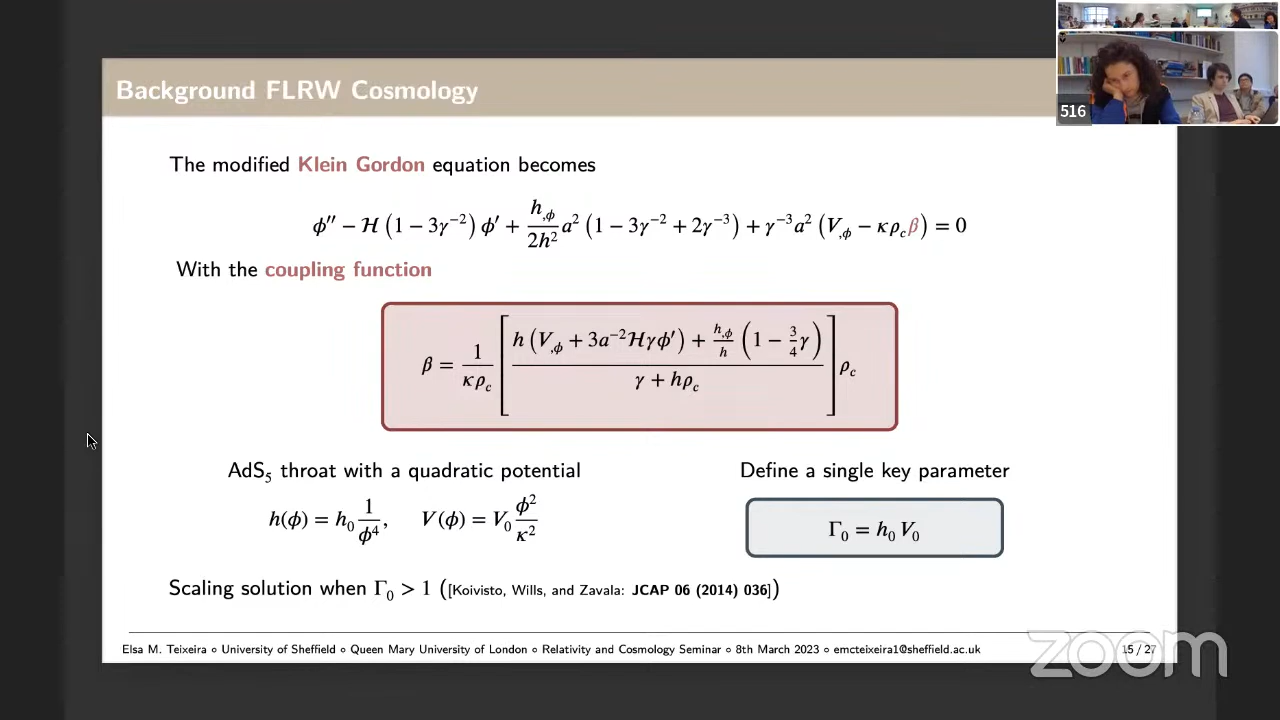 Background FLRW Cosmology
516
The modified Klein Gordon equation becomes
ϕ′′ − ℋ (1 − 3γ⁻²) ϕ′ + h,ϕ/2h² a² (1 − 3γ⁻² + 2γ⁻³) + γ⁻³a² (V,ϕ − κρcβ) = 0
With the coupling function
β = 1/κρc [ h (V,ϕ + 3a⁻²ℋγϕ′) + h,ϕ/h (1 − 3/4 γ) / γ + hρc ] ρc
AdS₅ throat with a quadratic potential
h(ϕ) = h₀ 1/ϕ⁴, V(ϕ) = V₀ ϕ²/κ²
Define a single key parameter
Γ₀ = h₀ V₀
Scaling solution when Γ₀ > 1 ([Koivisto, Wills, and Zavala: JCAP 06 (2014) 036])
Elsa M. Teixeira ∘ University of Sheffield ∘ Queen Mary University of London ∘ Relativity and Cosmology Seminar ∘ 8th March 2023 ∘ emcteixeira1@sheffield.ac.uk 15 / 27
zoom